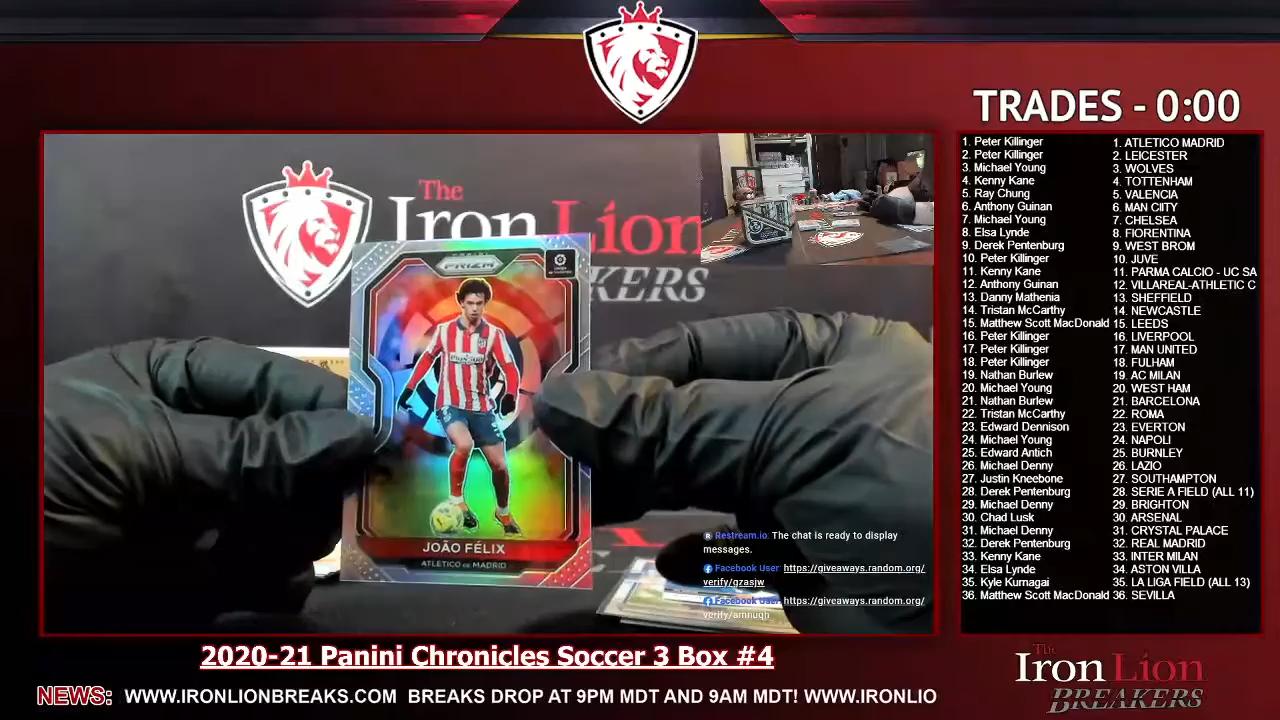 TRADES - 0:00
1. Peter Killinger 1. ATLETICO MADRID
2. Peter Killinger 2. LEICESTER
3. Michael Young 3. WOLVES
4. Kenny Kane 4. TOTTENHAM
5. Ray Chung 5. VALENCIA
6. Anthony Guinan 6. MAN CITY
7. Michael Young 7. CHELSEA
8. Elsa Lynde 8. FIORENTINA
9. Derek Pentenburg 9. WEST BROM
10. Peter Killinger 10. JUVE
11. Kenny Kane 11. PARMA CALCIO - UC SA
12. Anthony Guinan 12. VILLAREAL-ATHLETIC C
13. Danny Mathenia 13. SHEFFIELD
14. Tristan McCarthy 14. NEWCASTLE
15. Matthew Scott MacDonald 15. LEEDS
16. Peter Killinger 16. LIVERPOOL
17. Peter Killinger 17. MAN UNITED
18. Peter Killinger 18. FULHAM
19. Nathan Burlew 19. AC MILAN
20. Michael Young 20. WEST HAM
21. Nathan Burlew 21. BARCELONA
22. Tristan McCarthy 22. ROMA
23. Edward Dennison 23. EVERTON
24. Michael Young 24. NAPOLI
25. Edward Antich 25. BURNLEY
26. Michael Denny 26. LAZIO
27. Justin Kneebone 27. SOUTHAMPTON
28. Derek Pentenburg 28. SERIE A FIELD (ALL 11)
29. Michael Denny 29. BRIGHTON
30. Chad Lusk 30. ARSENAL
31. Michael Denny 31. CRYSTAL PALACE
32. Derek Pentenburg 32. REAL MADRID
33. Kenny Kane 33. INTER MILAN
34. Elsa Lynde 34. ASTON VILLA
35. Kyle Kumagai 35. LA LIGA FIELD (ALL 13)
36. Matthew Scott MacDonald 36. SEVILLA
The
Iron Lion
KERS
PRIZM
JOÃO FÉLIX
ATLETICO DE MADRID
Restream.io: The chat is ready to display
messages.
Facebook User: https://giveaways.random.org/
verify/gzasjw
Facebook User: https://giveaways.random.org/
verify/amnuqh
2020-21 Panini Chronicles Soccer 3 Box #4
NEWS: WWW.IRONLIONBREAKS.COM BREAKS DROP AT 9PM MDT AND 9AM MDT! WWW.IRONLIO
The
Iron Lion
BREAKERS